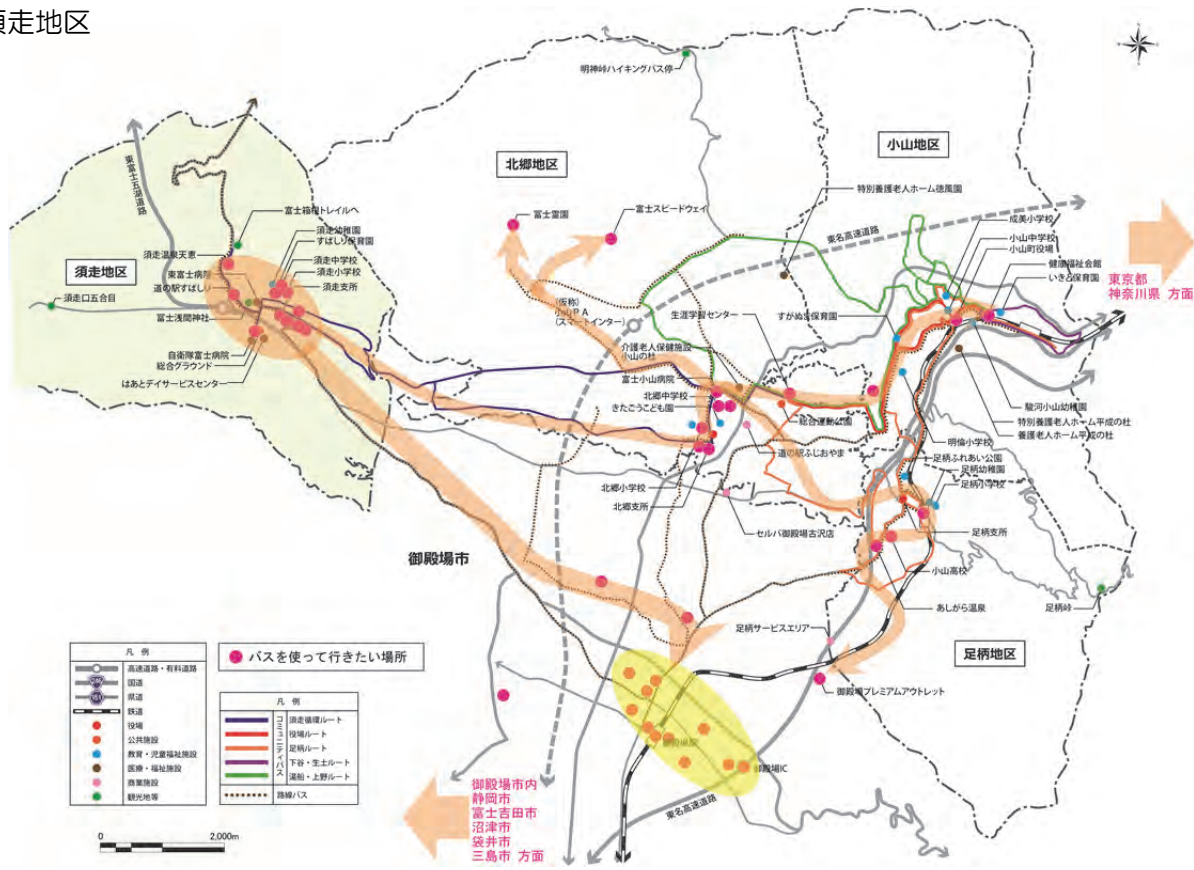 須走地区
明神峠ハイキングバス停
小山地区
北郷地区
特別養護老人ホーム徳風園
東富士五湖道路
富士箱根トレイルへ
富士霊園
富士スピードウェイ
成美小学校
須走幼稚園
すばしり保育園
小山中学校
東名高速道路
小山町役場
須走温泉天恵
須走中学校
須走小学校
健康福祉会館
東富士病院
いきど保育園
須走地区
須走支所
東京都
神奈川県 方面
道の駅すばしり
須走口五合目
(仮称)
小山PA
(スマートインター)
生涯学習センター
すがぬま保育園
富士浅間神社
介護老人保健施設
小山の杜
自衛隊富士病院
富士小山病院
総合グラウンド
北郷中学校
駿河小山幼稚園
はあとデイサービスセンター
きたごうこども園
特別養護老人ホーム平成の杜
総合運動公園
養護老人ホーム平成の杜
明倫小学校
道の駅ふじおやま
足柄ふれあい公園
足柄幼稚園
足柄小学校
北郷小学校
北郷支所
セルバ御殿場古沢店
足柄支所
御殿場市
小山高校
あしがら温泉
足柄峠
足柄サービスエリア
足柄地区
御殿場プレミアムアウトレット
凡 例
高速道路・有料道路
国道
県道
鉄道
役場
公共施設
教育・児童福祉施設
医療・福祉施設
商業施設
観光地等
バスを使って行きたい場所
凡 例
コミュニティバス
須走循環ルート
役場ルート
足柄ルート
下谷・生土ルート
湯船・上野ルート
路線バス
御殿場駅
御殿場IC
東名高速道路
御殿場市内
静岡市
富士吉田市
沼津市
袋井市
三島市 方面
0 2,000m